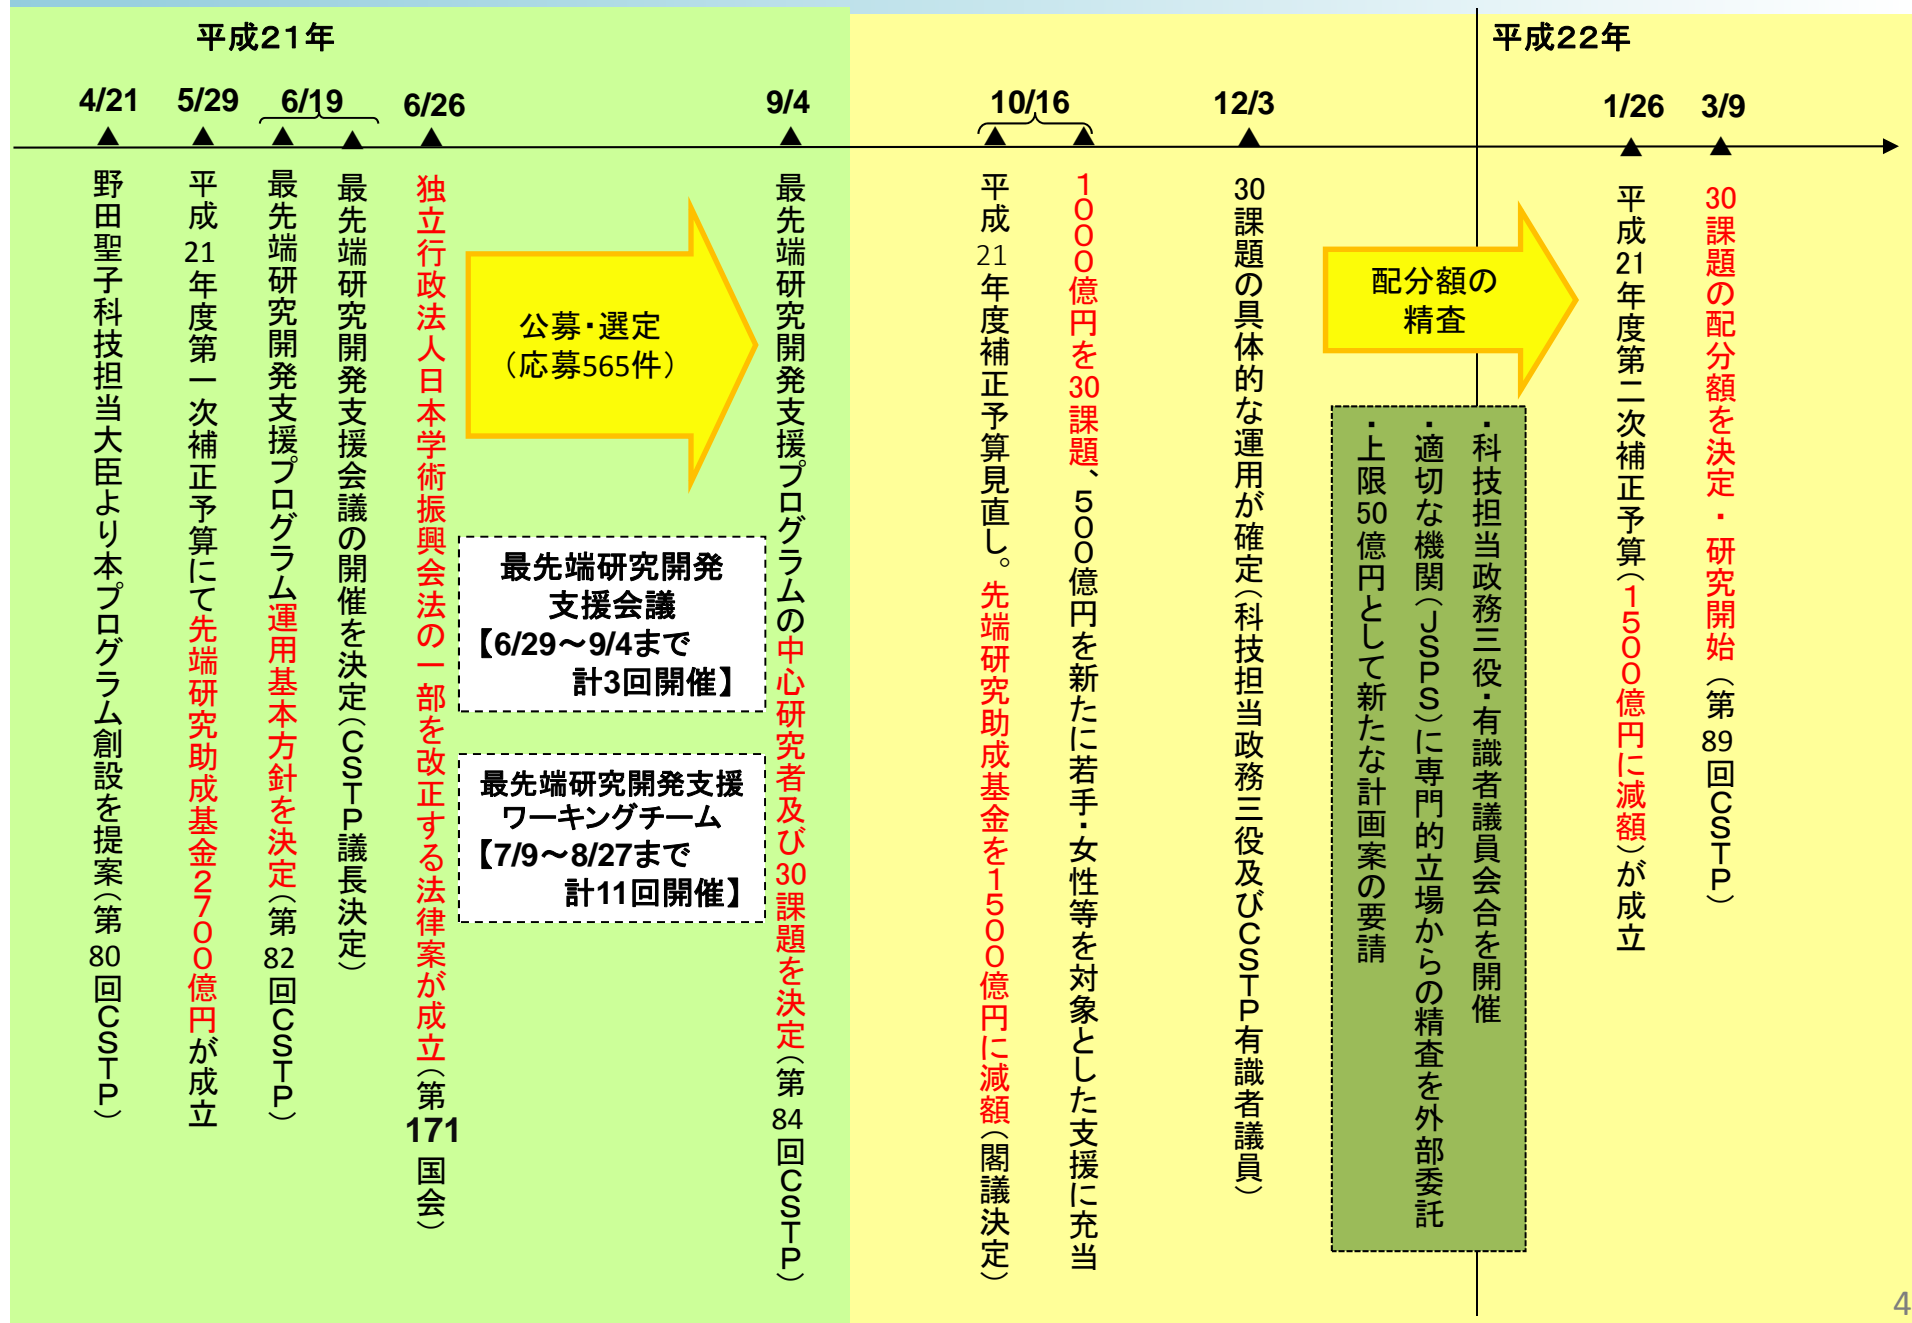 平成21年
平成22年
4/21
5/29
6/19
6/26
9/4
10/16
12/3
1/26
3/9
野田聖子科技担当大臣より本プログラム創設を提案（第80回CSTP）
平成21年度第一次補正予算にて先端研究助成基金2700億円が成立
最先端研究開発支援プログラム運用基本方針を決定（第82回CSTP）
最先端研究開発支援会議の開催を決定（CSTP議長決定）
独立行政法人日本学術振興会法の一部を改正する法律案が成立（第171国会）
公募・選定
（応募565件）
最先端研究開発
支援会議
【6/29～9/4まで
計3回開催】
最先端研究開発支援
ワーキングチーム
【7/9～8/27まで
計11回開催】
最先端研究開発支援プログラムの中心研究者及び30課題を決定（第84回CSTP）
平成21年度補正予算見直し。先端研究助成基金を1500億円に減額（閣議決定）
1000億円を30課題、500億円を新たに若手・女性等を対象とした支援に充当
30課題の具体的な運用が確定（科技担当政務三役及びCSTP有識者議員）
配分額の
精査
・科技担当政務三役・有識者議員会合を開催
・適切な機関（JSPS）に専門的立場からの精査を外部委託
・上限50億円として新たな計画案の要請
平成21年度第二次補正予算（1500億円に減額）が成立
30課題の配分額を決定・研究開始（第89回CSTP）
4